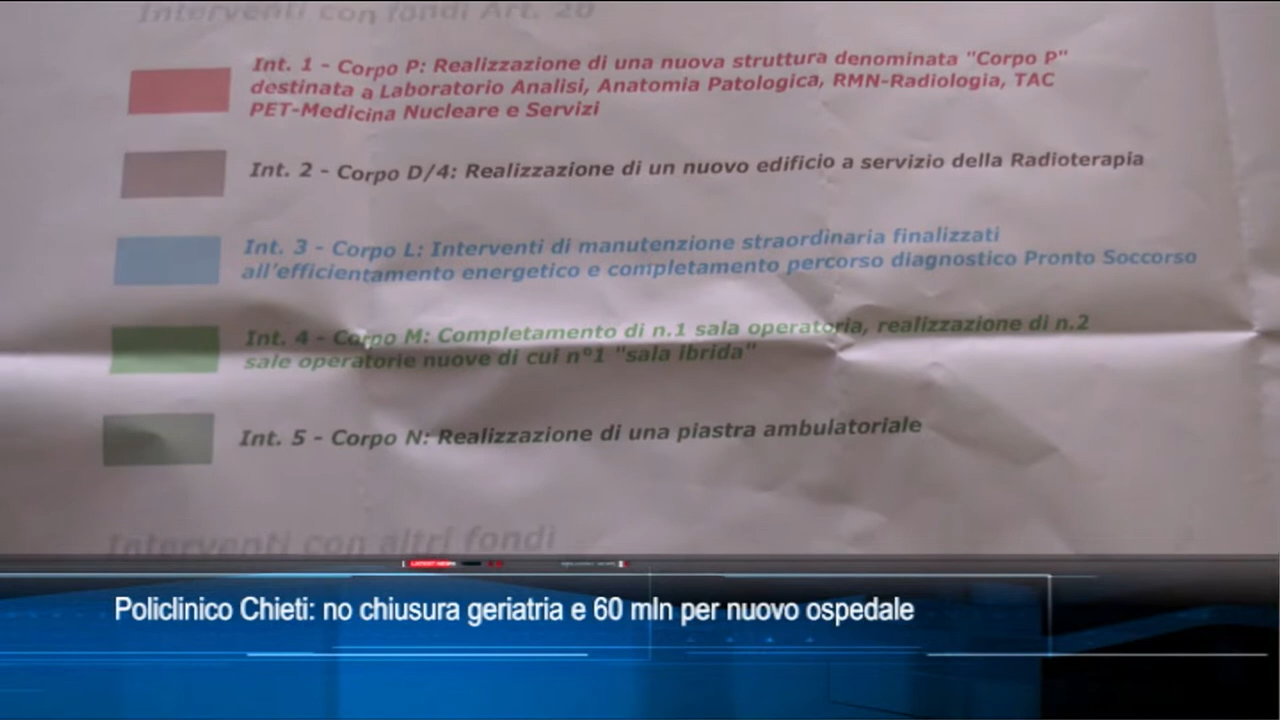 Interventi con fondi Art. 20
Int. 1 - Corpo P: Realizzazione di una nuova struttura denominata "Corpo P"
destinata a Laboratorio Analisi, Anatomia Patologica, RMN-Radiologia, TAC
PET-Medicina Nucleare e Servizi
Int. 2 - Corpo D/4: Realizzazione di un nuovo edificio a servizio della Radioterapia
Int. 3 - Corpo L: Interventi di manutenzione straordinaria finalizzati
all'efficientamento energetico e completamento percorso diagnostico Pronto Soccorso
Int. 4 - Corpo M: Completamento di n.1 sala operatoria, realizzazione di n.2
sale operatorie nuove di cui n°1 "sala ibrida"
Int. 5 - Corpo N: Realizzazione di una piastra ambulatoriale
Interventi con altri fondi
LATEST NEWS
Policlinico Chieti: no chiusura geriatria e 60 mln per nuovo ospedale